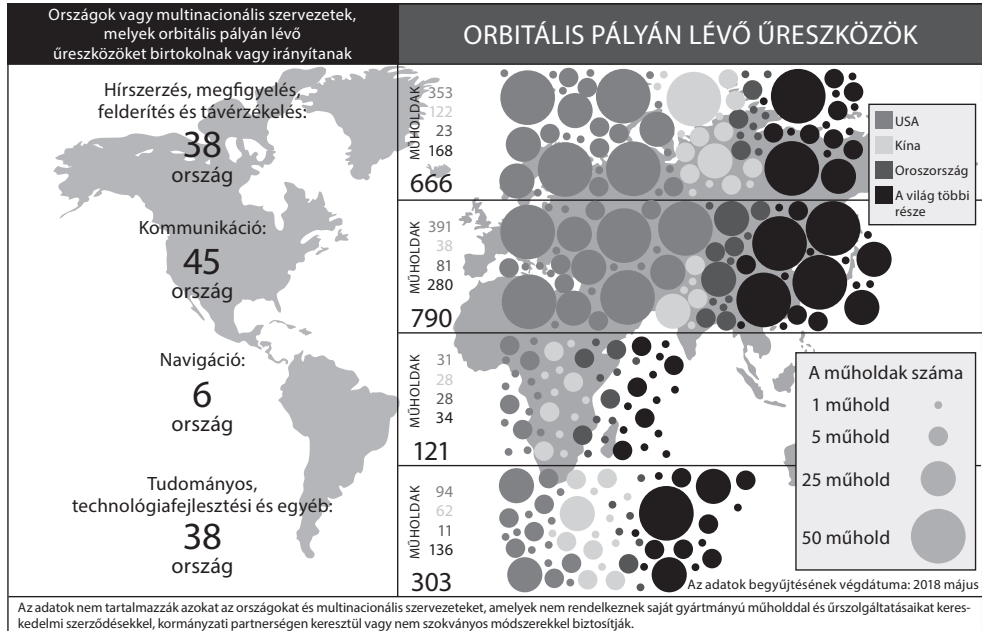 Országok vagy multinacionális szervezetek,
melyek orbitális pályán lévő
űreszközöket birtokolnak vagy irányítanak
ORBITÁLIS PÁLYÁN LÉVŐ ŰRESZKÖZÖK
Hírszerzés, megfigyelés,
felderítés és távérzékelés:
38
ország
MŰHOLDAK
353
122
23
168
666
USA
Kína
Oroszország
A világ többi
része
Kommunikáció:
45
ország
MŰHOLDAK
391
38
81
280
790
Navigáció:
6
ország
MŰHOLDAK
31
28
28
34
121
A műholdak száma
1 műhold
5 műhold
25 műhold
50 műhold
Tudományos,
technológiafejlesztési és egyéb:
38
ország
MŰHOLDAK
94
62
11
136
303
Az adatok begyűjtésének végdátuma: 2018 május
Az adatok nem tartalmazzák azokat az országokat és multinacionális szervezeteket, amelyek nem rendelkeznek saját gyártmányú műholddal és űrszolgáltatásaikat keres-
kedelmi szerződésekkel, kormányzati partnerségen keresztül vagy nem szokványos módszerekkel biztosítják.